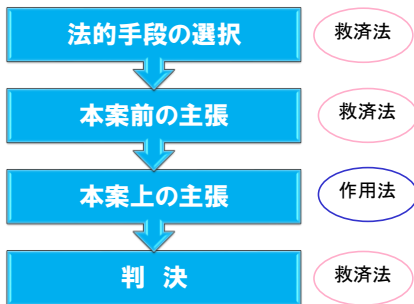 法的手段の選択
救済法
本案前の主張
救済法
本案上の主張
作用法
判 決
救済法